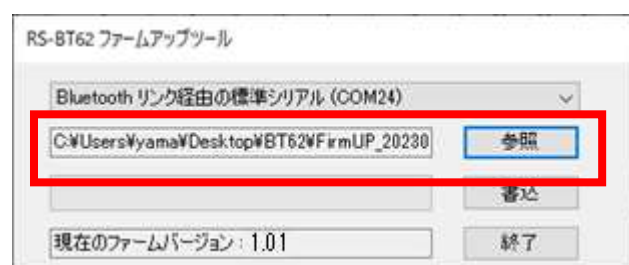 RS-BT62 ファームアップツール
Bluetooth リンク経由の標準シリアル (COM24)
C:¥Users¥yama¥Desktop¥BT62¥FirmUP_20230 参照
書込
現在のファームバージョン : 1.01 終了